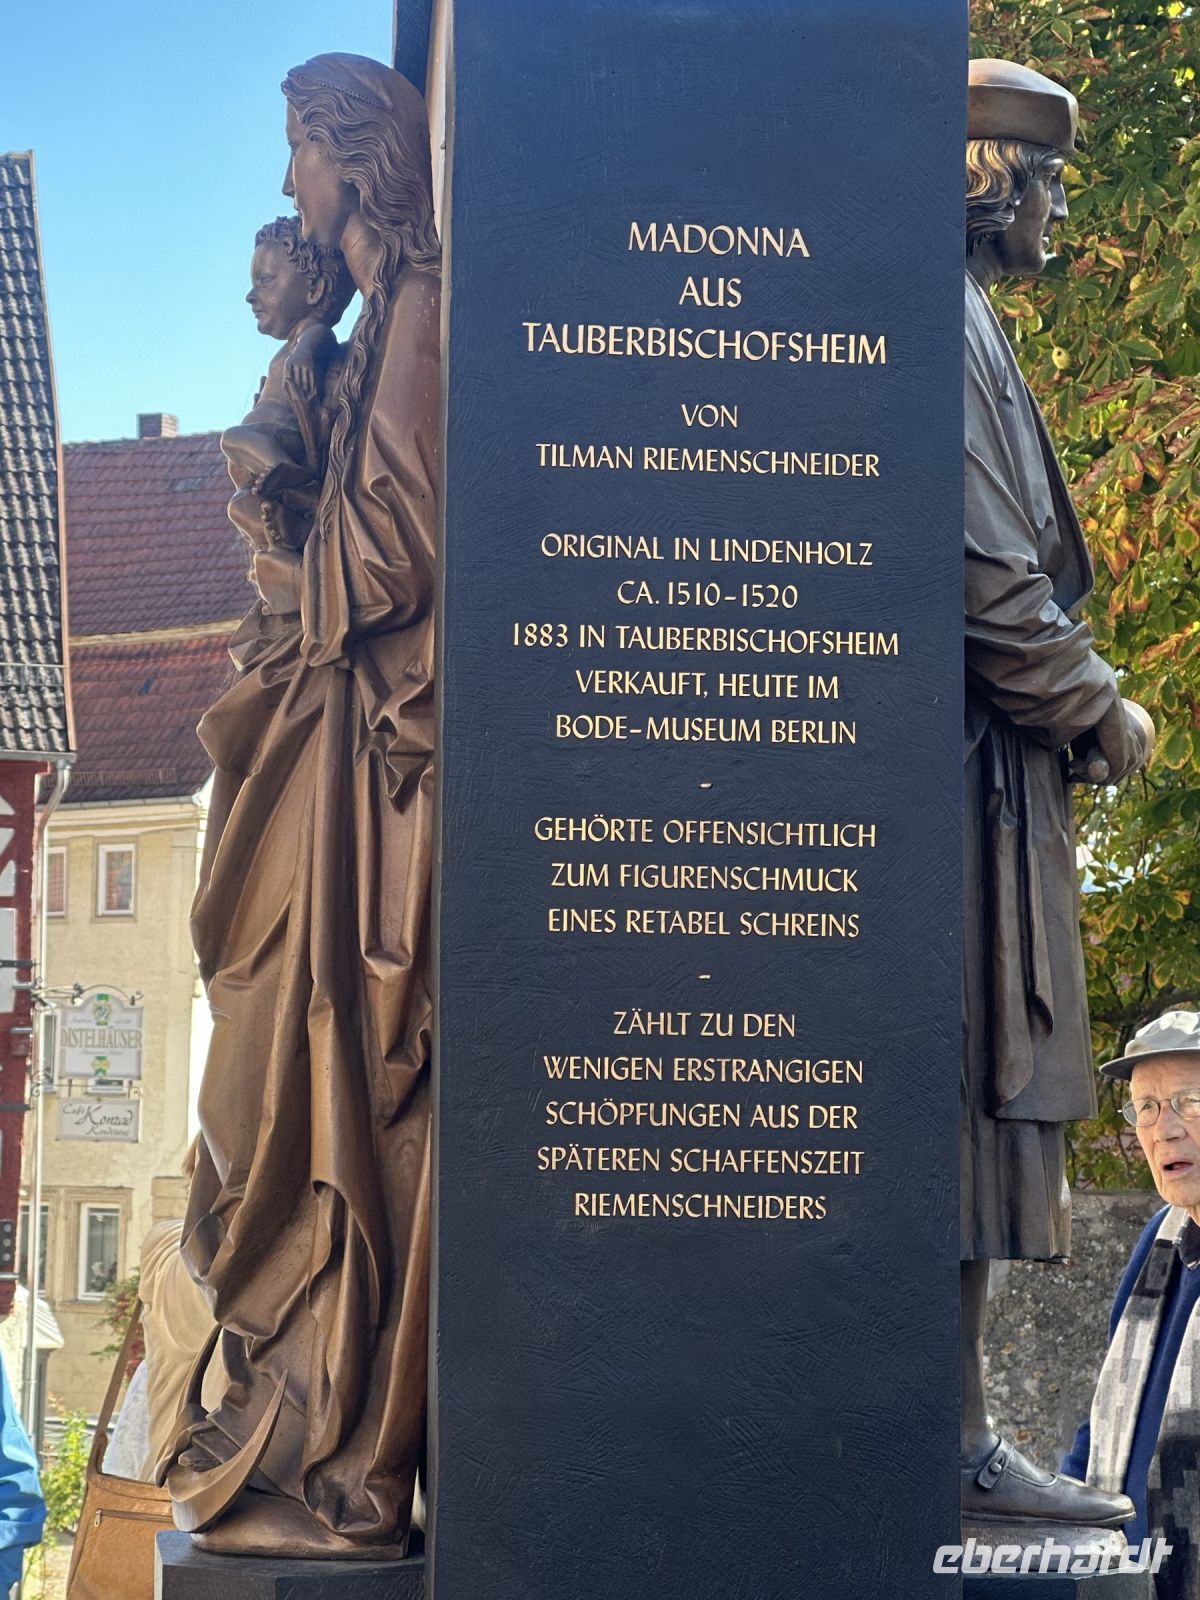 MADONNA
AUS
TAUBERBISCHOFSHEIM
VON
TILMAN RIEMENSCHNEIDER
ORIGINAL IN LINDENHOLZ
CA. 1510-1520
1883 IN TAUBERBISCHOFSHEIM
VERKAUFT, HEUTE IM
BODE-MUSEUM BERLIN
-
GEHÖRTE OFFENSICHTLICH
ZUM FIGURENSCHMUCK
EINES RETABEL SCHREINS
-
ZÄHLT ZU DEN
WENIGEN ERSTRANGIGEN
SCHÖPFUNGEN AUS DER
SPÄTEREN SCHAFFENSZEIT
RIEMENSCHNEIDERS
DISTELHÄUSER
Café
Konrad
Konditorei
eberhardt